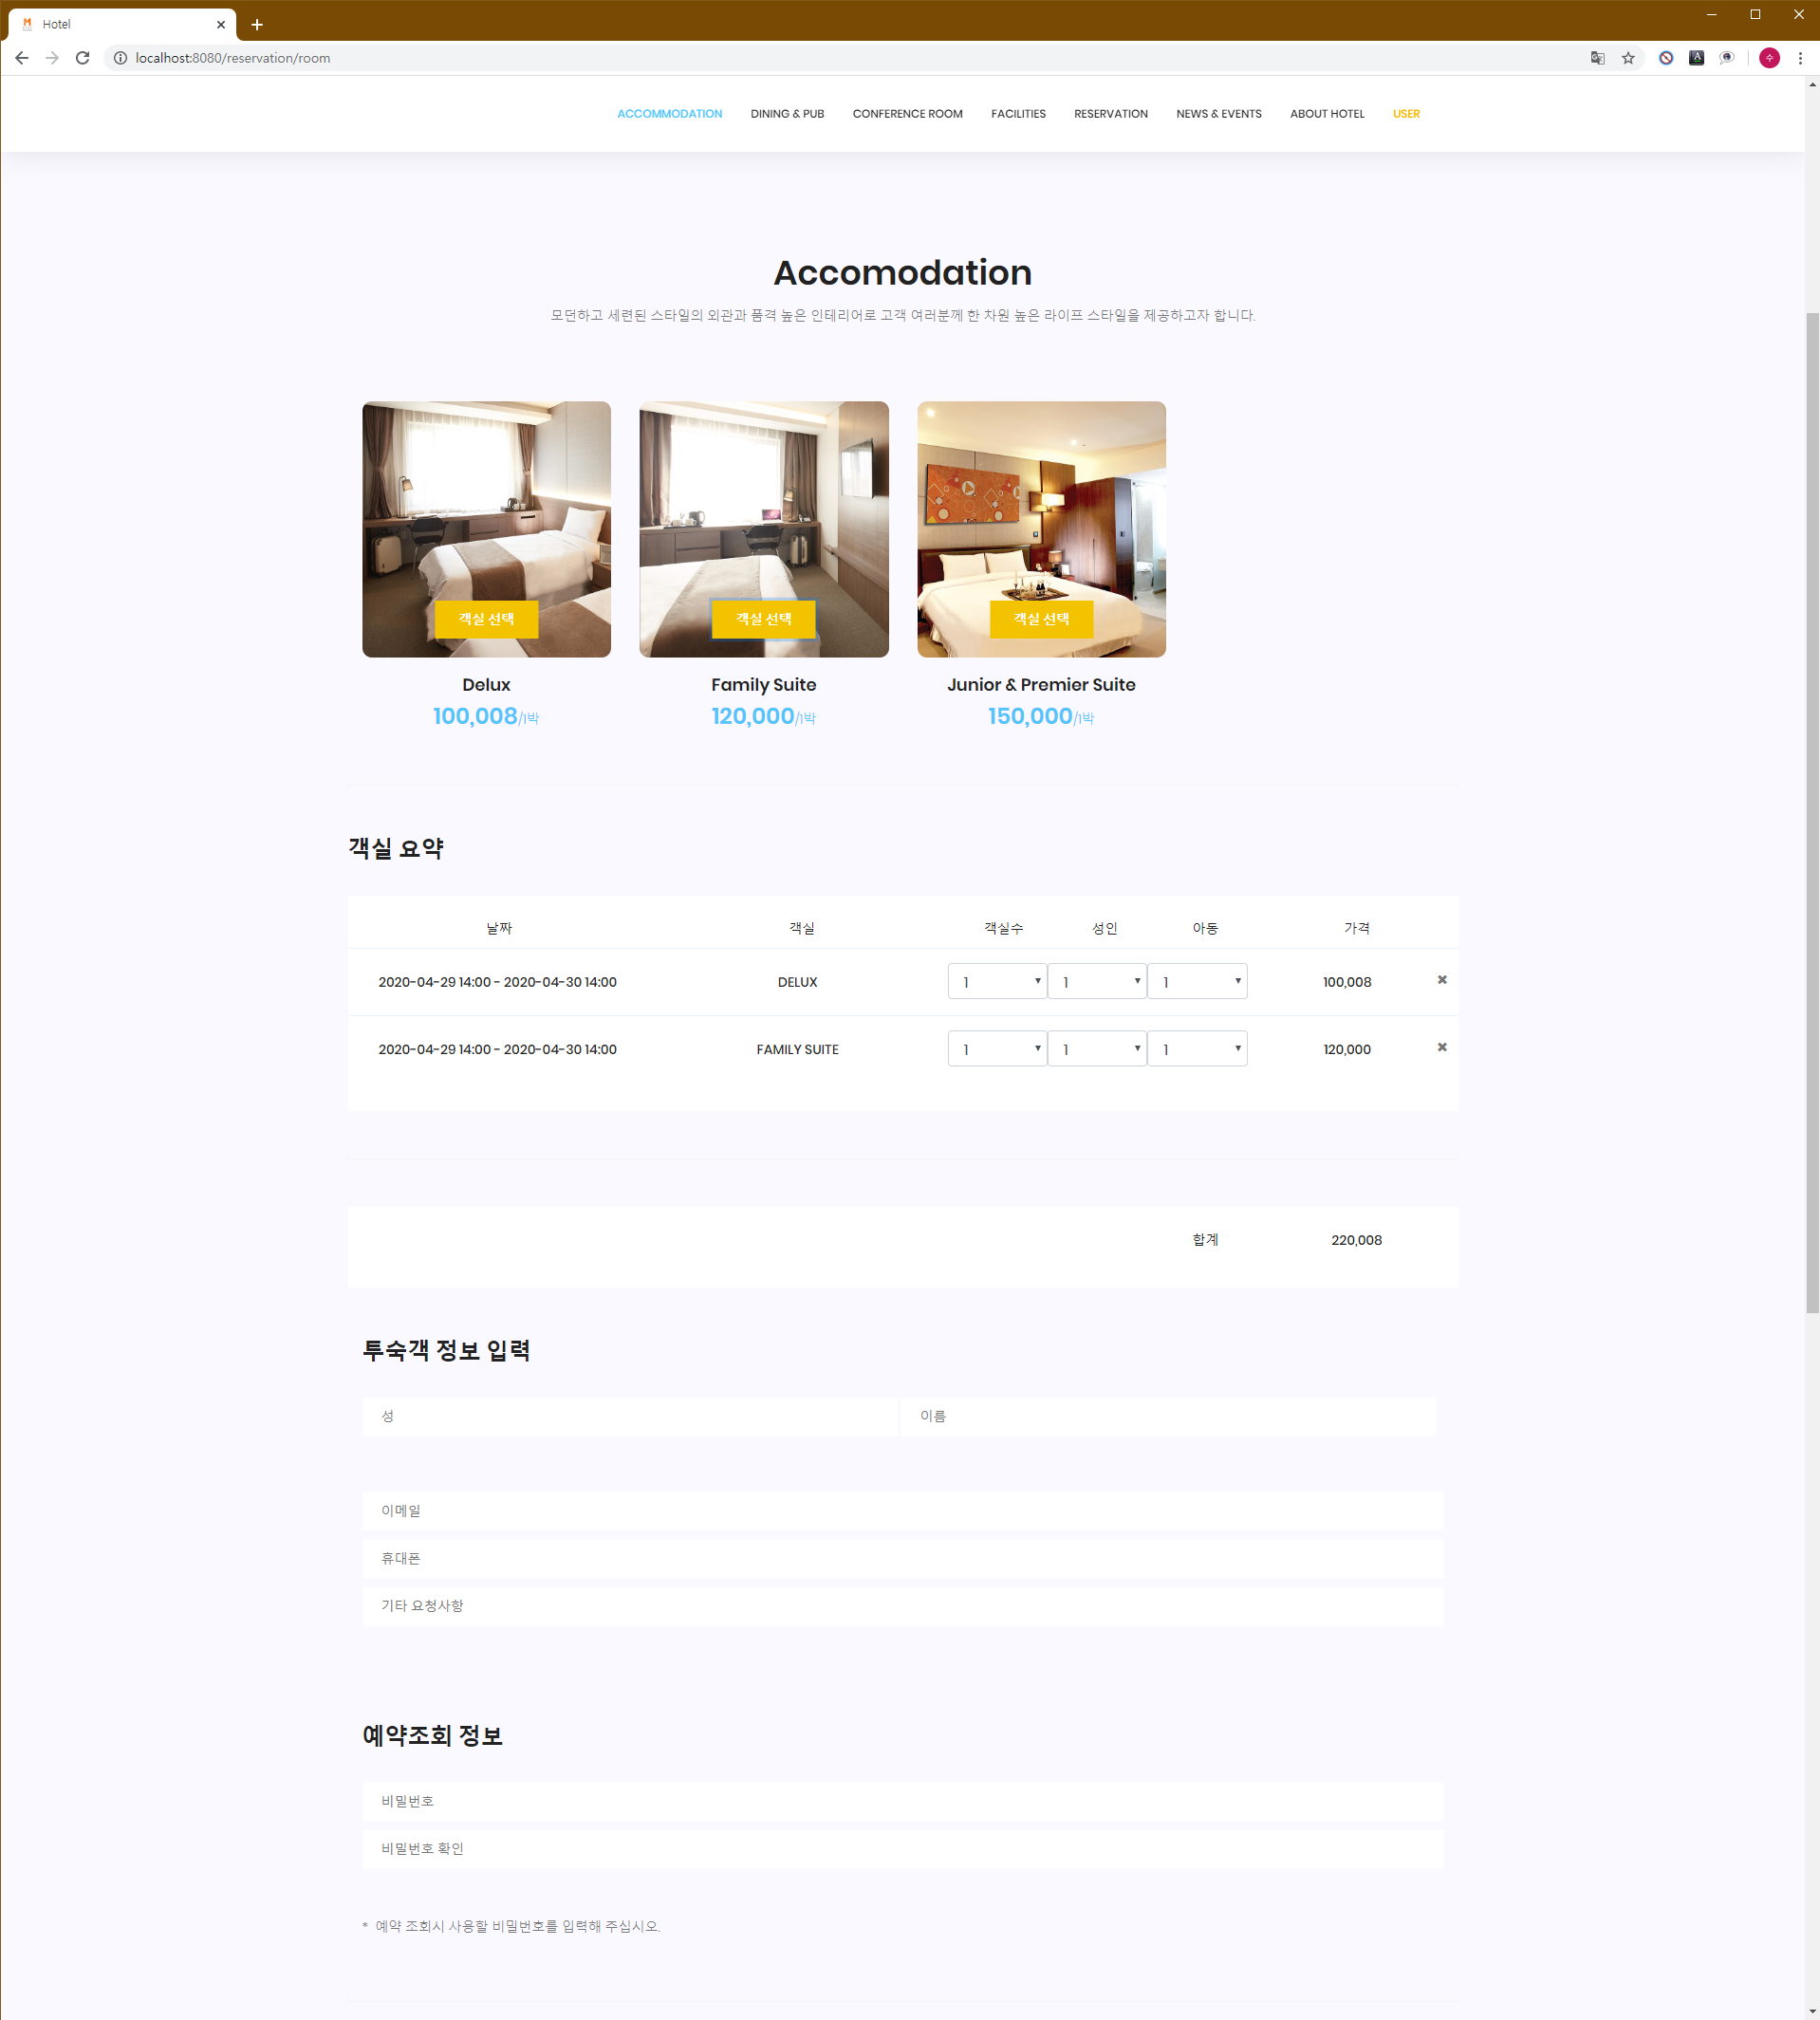 Hotel
localhost:8080/reservation/room
ACCOMMODATION DINING & PUB CONFERENCE ROOM FACILITIES RESERVATION NEWS & EVENTS ABOUT HOTEL USER
Accomodation
모던하고 세련된 스타일의 외관과 품격 높은 인테리어로 고객 여러분께 한 차원 높은 라이프 스타일을 제공하고자 합니다.
객실 선택 객실 선택 객실 선택
Delux Family Suite Junior & Premier Suite
100,008/1박 120,000/1박 150,000/1박
객실 요약
날짜 객실 객실수 성인 아동 가격
2020-04-29 14:00 - 2020-04-30 14:00 DELUX 1 1 1 100,008
2020-04-29 14:00 - 2020-04-30 14:00 FAMILY SUITE 1 1 1 120,000
합계 220,008
투숙객 정보 입력
성 이름
이메일
휴대폰
기타 요청사항
예약조회 정보
비밀번호
비밀번호 확인
* 예약 조회시 사용할 비밀번호를 입력해 주십시오.